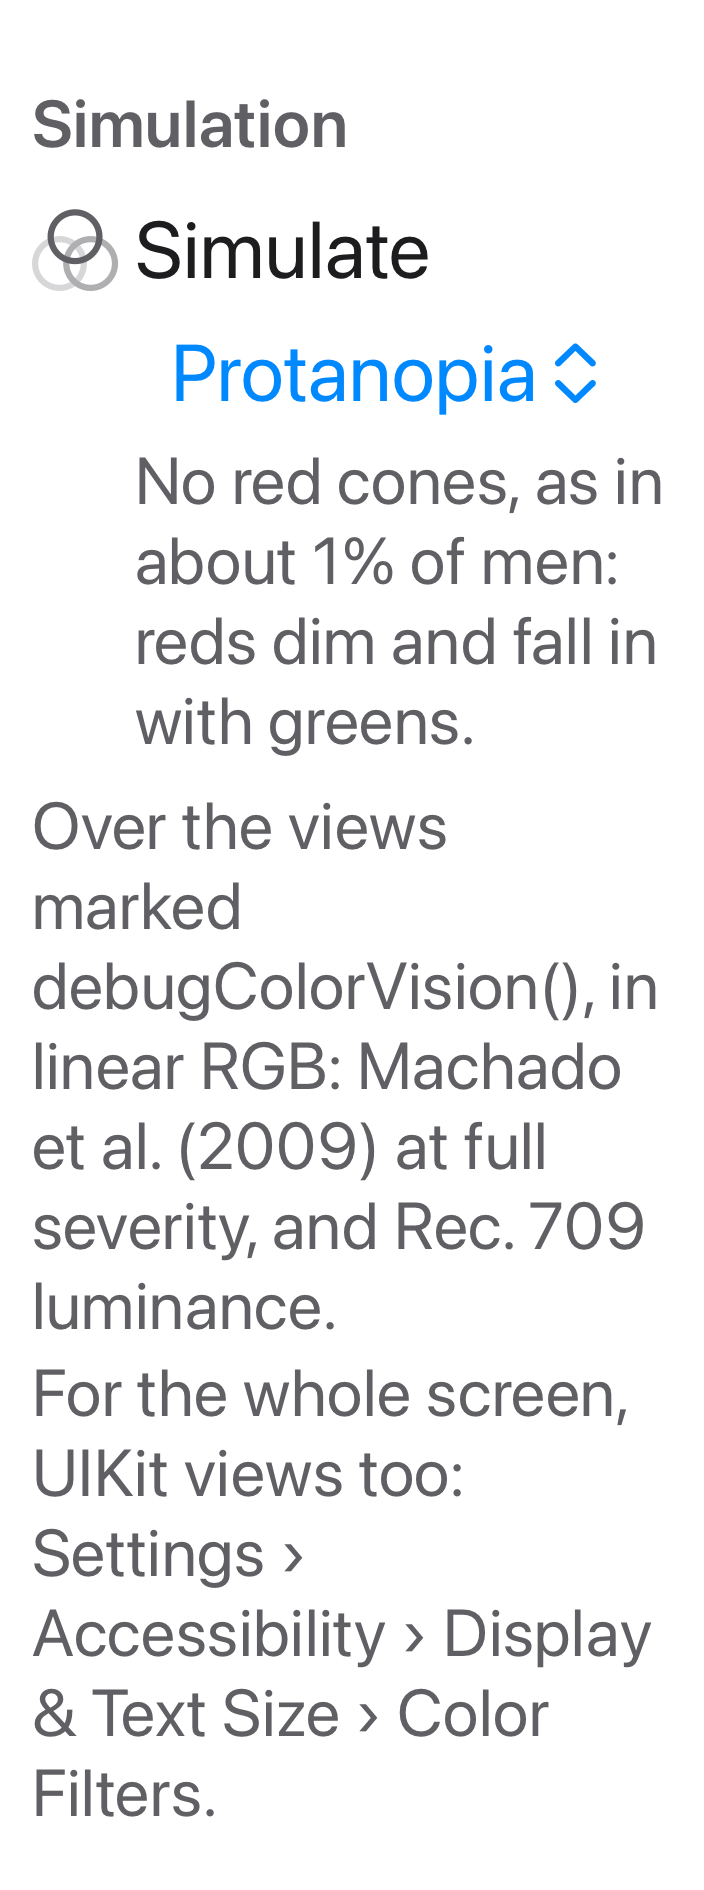 Simulation
Simulate
Protanopia
No red cones, as in
about 1% of men:
reds dim and fall in
with greens.
Over the views
marked
debugColorVision(), in
linear RGB: Machado
et al. (2009) at full
severity, and Rec. 709
luminance.
For the whole screen,
UIKit views too:
Settings ›
Accessibility › Display
& Text Size › Color
Filters.